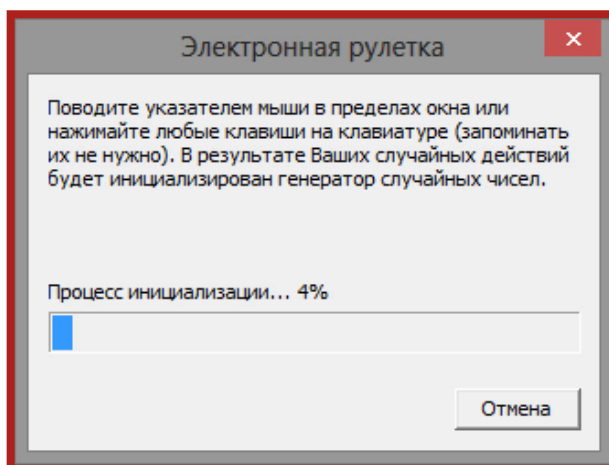 Электронная рулетка
Поводите указателем мыши в пределах окна или
нажимайте любые клавиши на клавиатуре (запоминать
их не нужно). В результате Ваших случайных действий
будет инициализирован генератор случайных чисел.
Процесс инициализации... 4%
Отмена